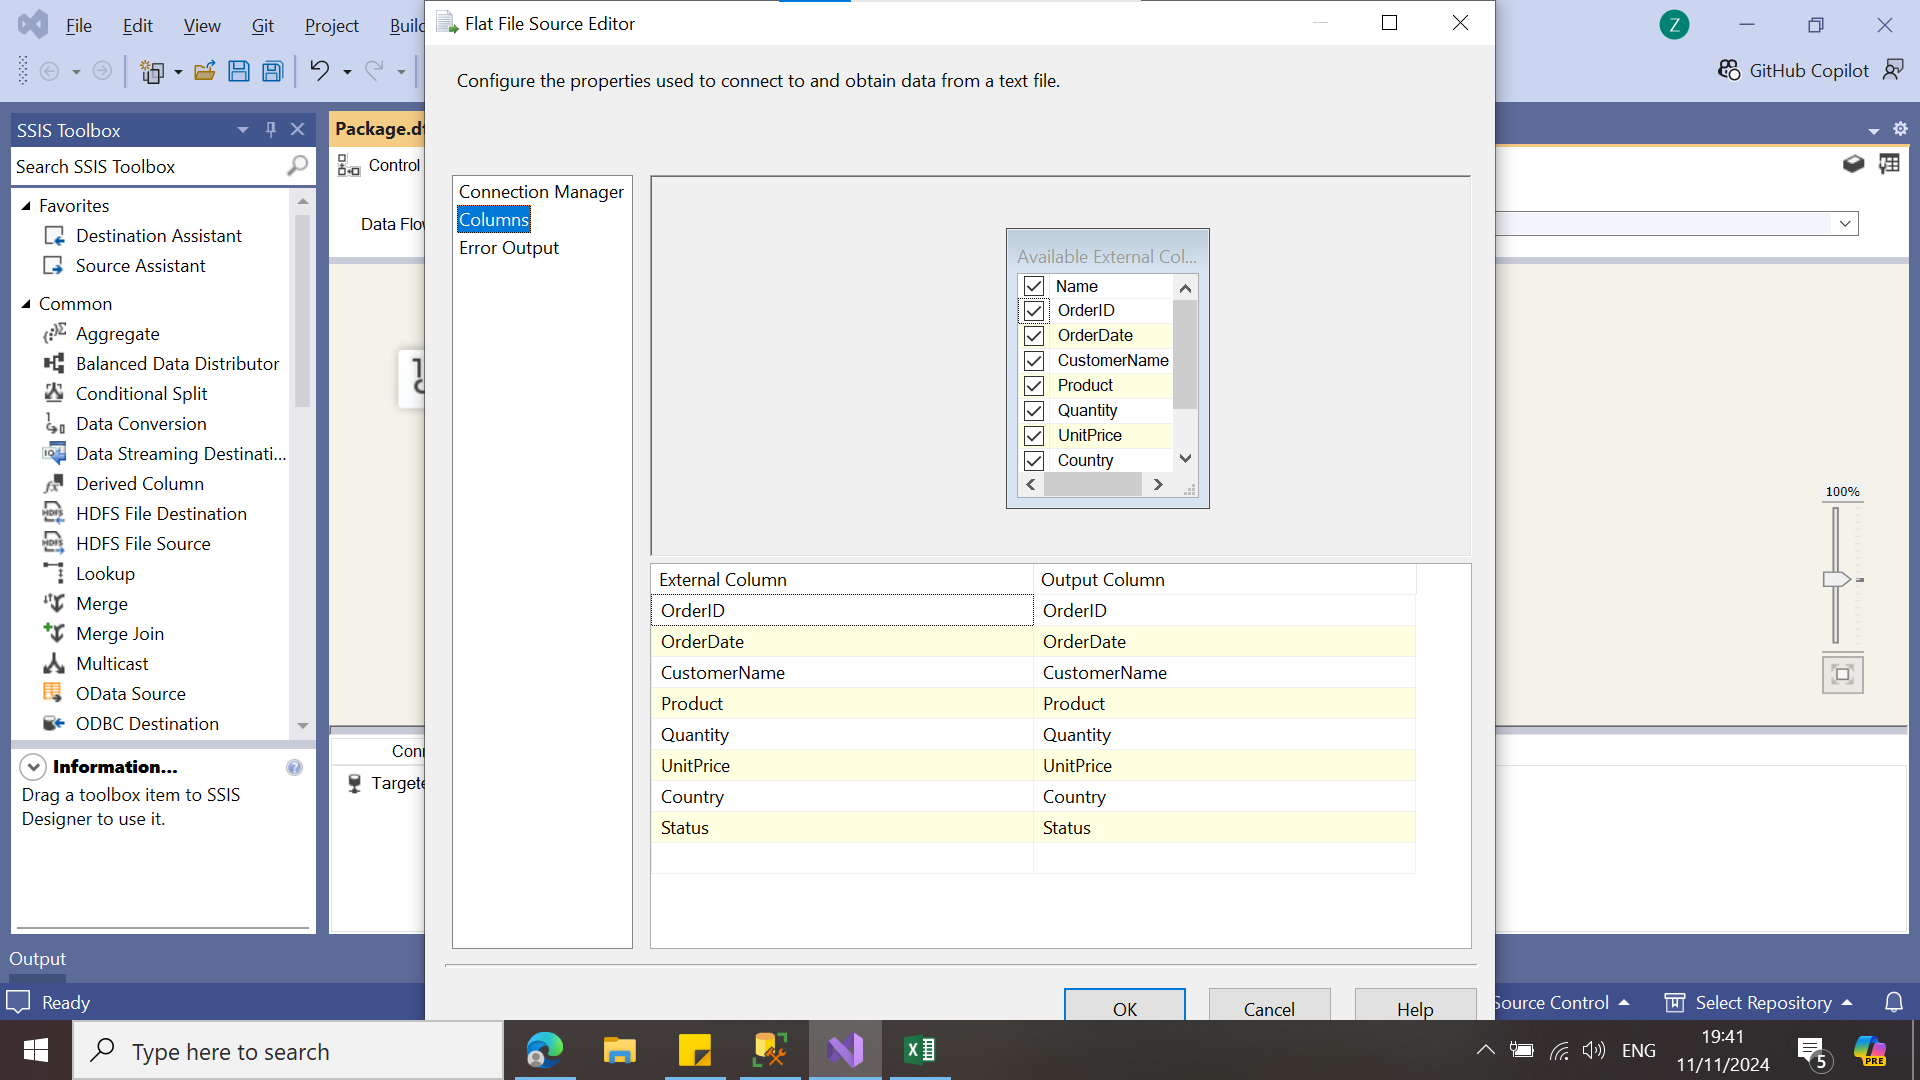 File Edit View Git Project
Flat File Source Editor
Z
GitHub Copilot
Configure the properties used to connect to and obtain data from a text file.
SSIS Toolbox
Search SSIS Toolbox
Favorites
Destination Assistant
Source Assistant
Common
Aggregate
Balanced Data Distributor
Conditional Split
Data Conversion
Data Streaming Destinati...
Derived Column
HDFS File Destination
HDFS File Source
Lookup
Merge
Merge Join
Multicast
OData Source
ODBC Destination
Information...
Drag a toolbox item to SSIS
Designer to use it.
Control
Connection Manager
Columns
Error Output
Available External Col...
Name
OrderID
OrderDate
CustomerName
Product
Quantity
UnitPrice
Country
External Column Output Column
OrderID OrderID
OrderDate OrderDate
CustomerName CustomerName
Product Product
Quantity Quantity
UnitPrice UnitPrice
Country Country
Status Status
OK Cancel Help
100%
Output
Ready
Source Control Select Repository
Type here to search
ENG
19:41
11/11/2024
5
PRE